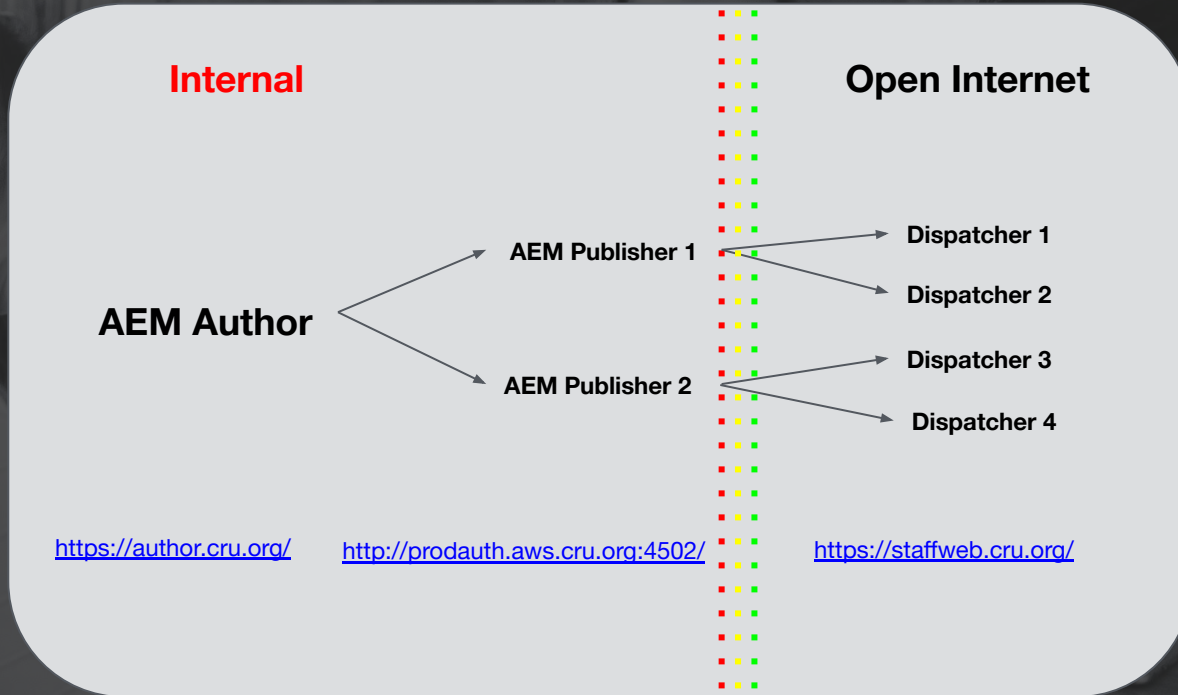 Internal
Open Internet
AEM Author
AEM Publisher 1
AEM Publisher 2
Dispatcher 1
Dispatcher 2
Dispatcher 3
Dispatcher 4
https://author.cru.org/
http://prodauth.aws.cru.org:4502/
https://staffweb.cru.org/